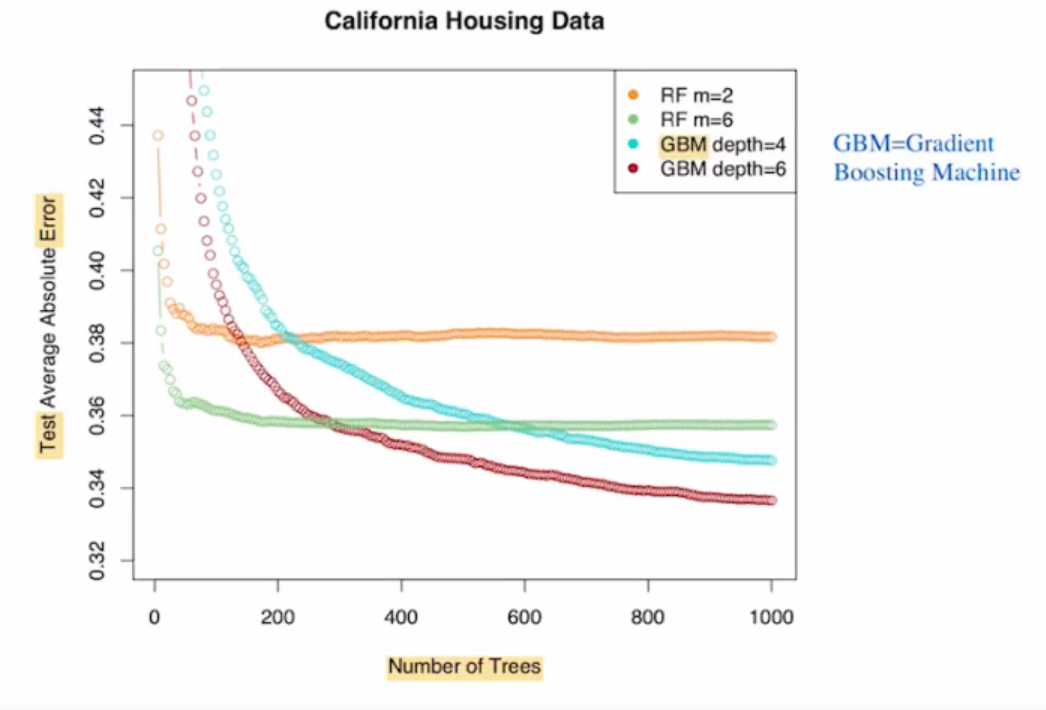 California Housing Data
RF m=2
RF m=6
GBM depth=4
GBM depth=6
GBM=Gradient
Boosting Machine
Test Average Absolute Error
0.44
0.42
0.40
0.38
0.36
0.34
0.32
0 200 400 600 800 1000
Number of Trees